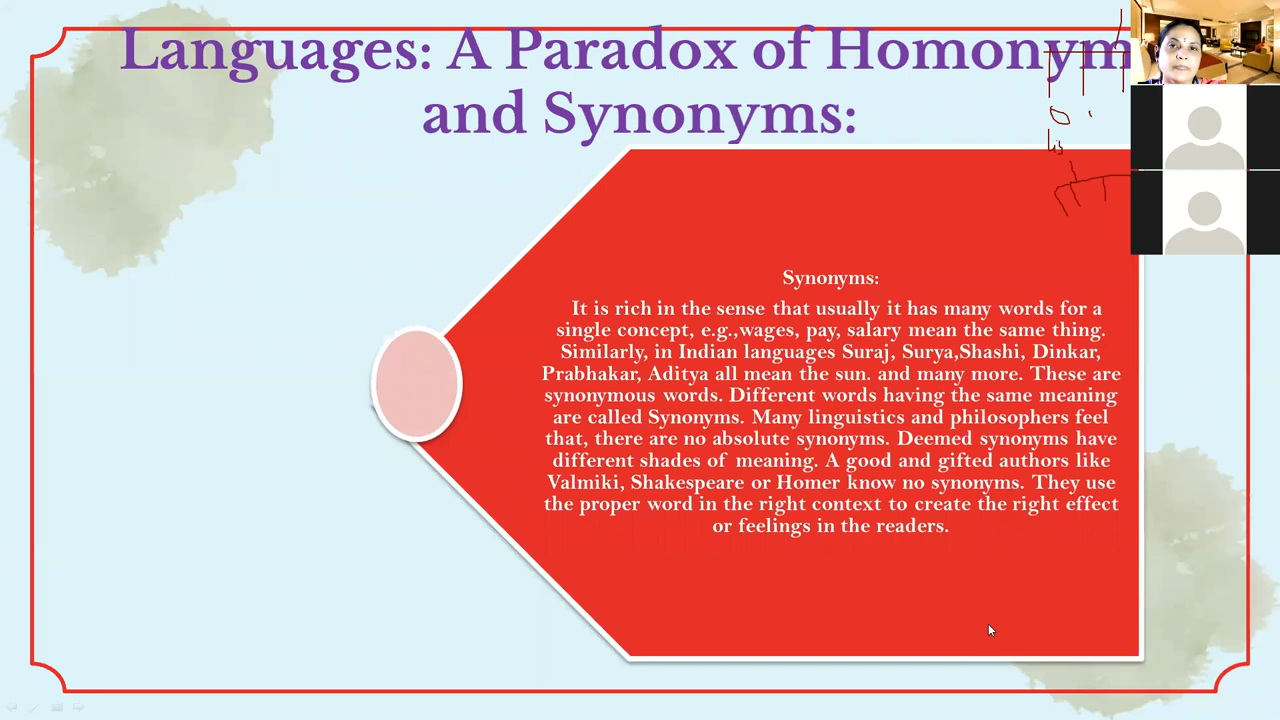 Languages: A Paradox of Homonym
and Synonyms:
Synonyms:
It is rich in the sense that usually it has many words for a
single concept, e.g.,wages, pay, salary mean the same thing.
Similarly, in Indian languages Suraj, Surya,Shashi, Dinkar,
Prabhakar, Aditya all mean the sun. and many more. These are
synonymous words. Different words having the same meaning
are called Synonyms. Many linguistics and philosophers feel
that, there are no absolute synonyms. Deemed synonyms have
different shades of meaning. A good and gifted authors like
Valmiki, Shakespeare or Homer know no synonyms. They use
the proper word in the right context to create the right effect
or feelings in the readers.